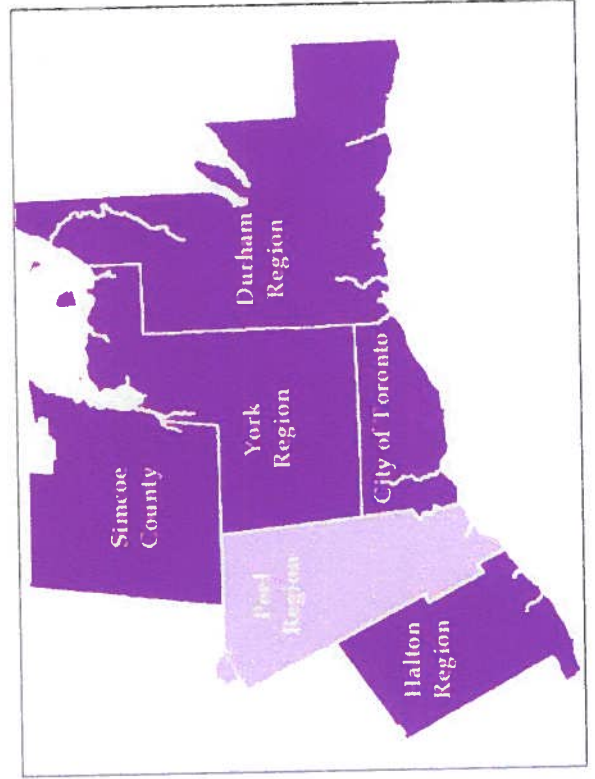 Simcoe
County
York
Region
Durham
Region
City of Toronto
Peel
Region
Halton
Region